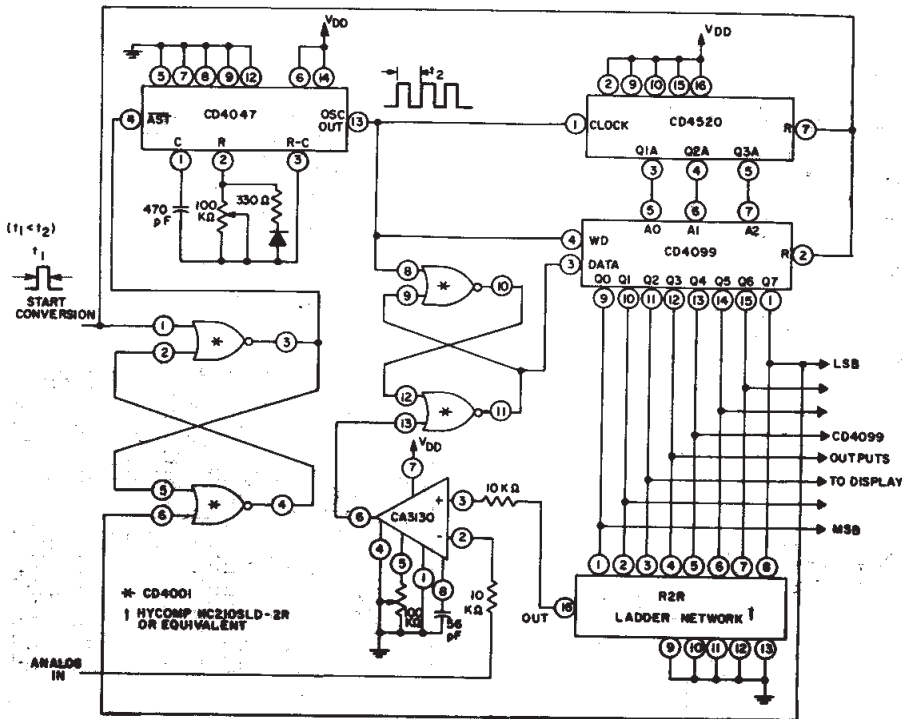 VDD
VDD
5 7 8 9 12
6 14
2 9 10 15 16
t2
4 AST
CD4047
OSC OUT 13
C R R-C
1 2 3
1 CLOCK
CD4520
R 7
Q1A Q2A Q3A
3 4 5
470 pF
100 KΩ
330 Ω
5 6 7
A0 A1 A2
4 WD
CD4099
3 DATA
R 2
Q0 Q1 Q2 Q3 Q4 Q5 Q6 Q7
9 10 11 12 13 14 15 1
(t1 < t2)
t1
START CONVERSION
8
9
*
10
1
2
*
3
12
13
*
11
LSB
CD4099
OUTPUTS
TO DISPLAY
MSB
VDD
7
10 KΩ
5
6
*
4
6
CA3130
+ 3
- 2
4 5 1 8
100 KΩ
56 pF
10 KΩ
1 2 3 4 5 6 7 8
R2R
LADDER NETWORK †
OUT 16
9 10 11 12 13
* CD4001
† HYCOMP HC210SLD-2R
OR EQUIVALENT
ANALOG IN